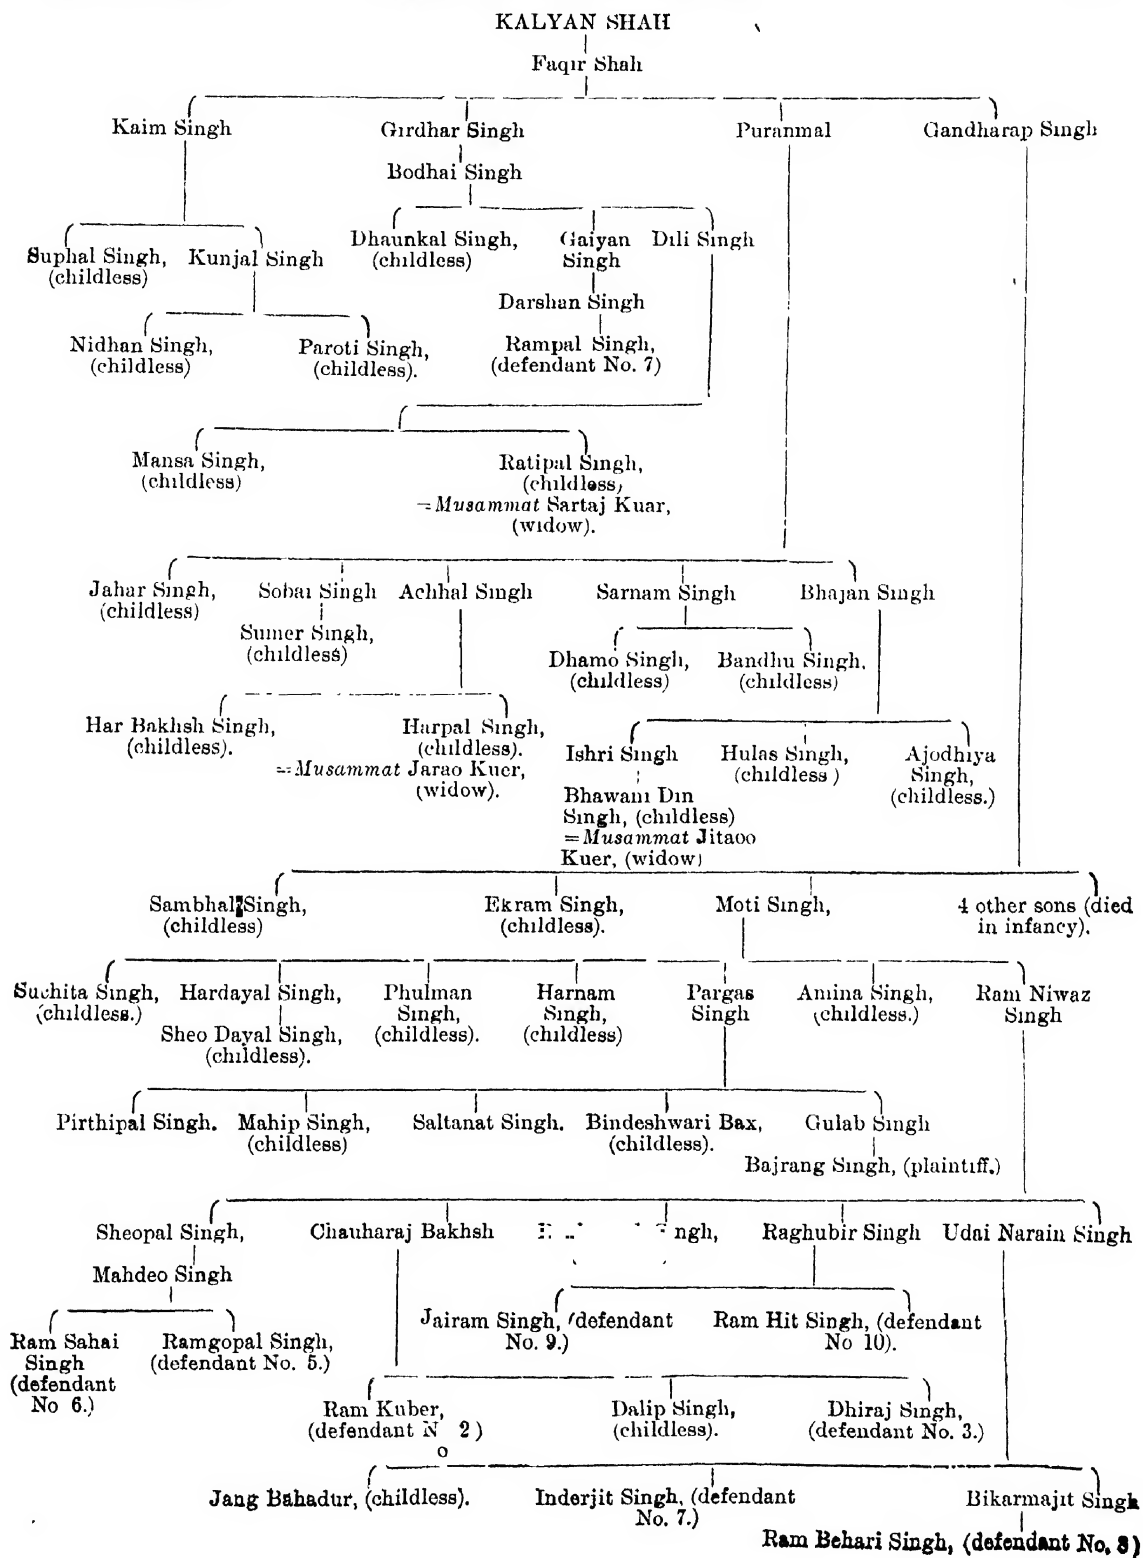 KALYAN SHAH
Faqir Shah
Kaim Singh Girdhar Singh Puranmal Gandharap Singh
Bodhai Singh
Suphal Singh, (childless) Kunjal Singh Dhaunkal Singh, (childless) Gaiyan Singh Dili Singh
Darshan Singh
Nidhan Singh, (childless) Paroti Singh, (childless). Rampal Singh, (defendant No. 7)
Mansa Singh, (childless) Ratipal Singh, (childless)
=Musammat Sartaj Kuar, (widow).
Jahar Singh, (childless) Sobai Singh Achhal Singh Sarnam Singh Bhajan Singh
Sumer Singh, (childless)
Dhamo Singh, (childless) Bandhu Singh, (childless)
Har Bakhsh Singh, (childless). Harpal Singh, (childless).
=Musammat Jarao Kuer, (widow).
Ishri Singh Hulas Singh, (childless) Ajodhiya Singh, (childless.)
Bhawani Din
Singh, (childless)
=Musammat Jitaoo
Kuer, (widow)
Sambhal Singh, (childless) Ekram Singh, (childless). Moti Singh, 4 other sons (died in infancy).
Suchita Singh, (childless.) Hardayal Singh, Phulman Singh, (childless). Harnam Singh, (childless) Pargas Singh Amina Singh, (childless.) Ram Niwaz Singh
Sheo Dayal Singh, (childless).
Pirthipal Singh. Mahip Singh, (childless) Saltanat Singh. Bindeshwari Bax, (childless). Gulab Singh
Bajrang Singh, (plaintiff.)
Sheopal Singh, Chauharaj Bakhsh Raghubir Singh Udai Narain Singh
Mahdeo Singh
Jairam Singh, (defendant No. 9.) Ram Hit Singh, (defendant No 10).
Ram Sahai Singh (defendant No 6.) Ramgopal Singh, (defendant No. 5.)
Ram Kuber, (defendant No 2) Dalip Singh, (childless). Dhiraj Singh, (defendant No. 3.)
Jang Bahadur, (childless). Inderjit Singh, (defendant No. 7.) Bikarmajit Singh
Ram Behari Singh, (defendant No. 8)